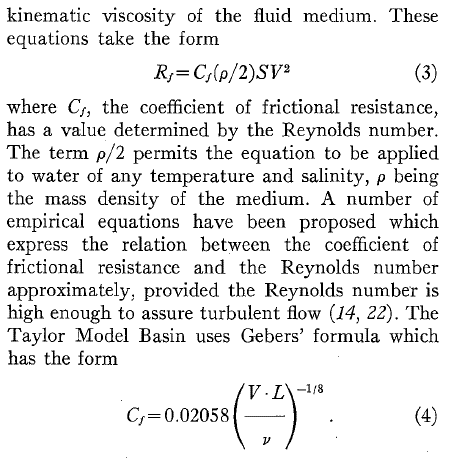 kinematic viscosity of the fluid medium. These
equations take the form
R_f=C_f(ρ/2)SV² (3)
where C_f, the coefficient of frictional resistance,
has a value determined by the Reynolds number.
The term ρ/2 permits the equation to be applied
to water of any temperature and salinity, ρ being
the mass density of the medium. A number of
empirical equations have been proposed which
express the relation between the coefficient of
frictional resistance and the Reynolds number
approximately, provided the Reynolds number is
high enough to assure turbulent flow (14, 22). The
Taylor Model Basin uses Gebers' formula which
has the form
C_f=0.02058(V·L/ν)^−1/8. (4)